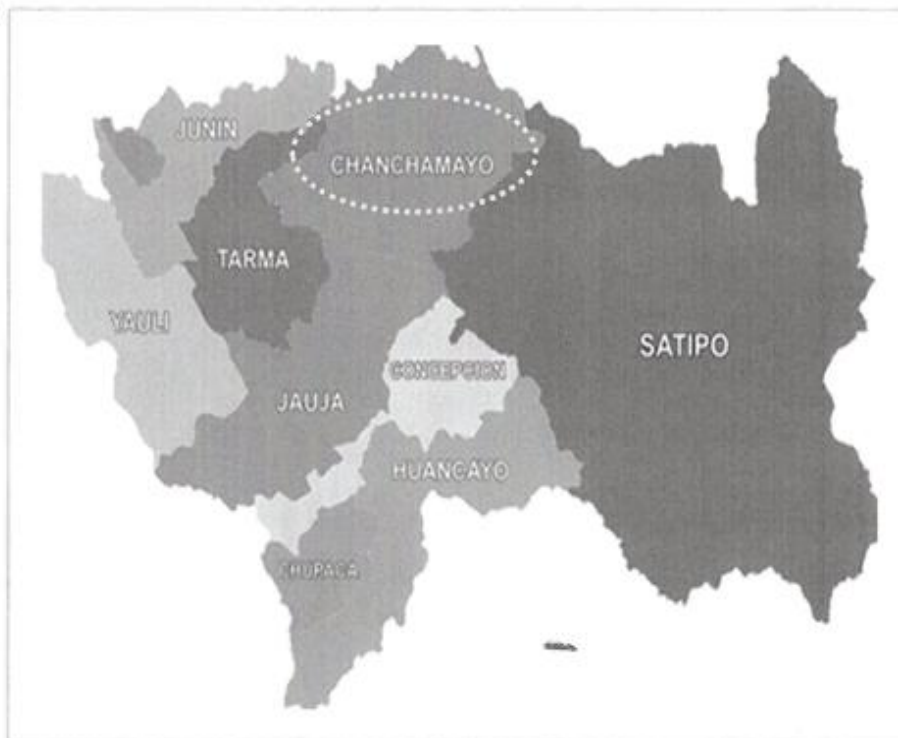 JUNIN
CHANCHAMAYO
TARMA
YAULI
SATIPO
CONCEPCION
JAUJA
HUANCAYO
CHUPACA